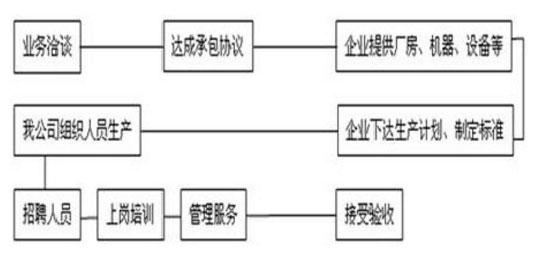 业务洽谈
达成承包协议
企业提供厂房、机器、设备等
我公司组织人员生产
企业下达生产计划、制定标准
招聘人员
上岗培训
管理服务
接受验收